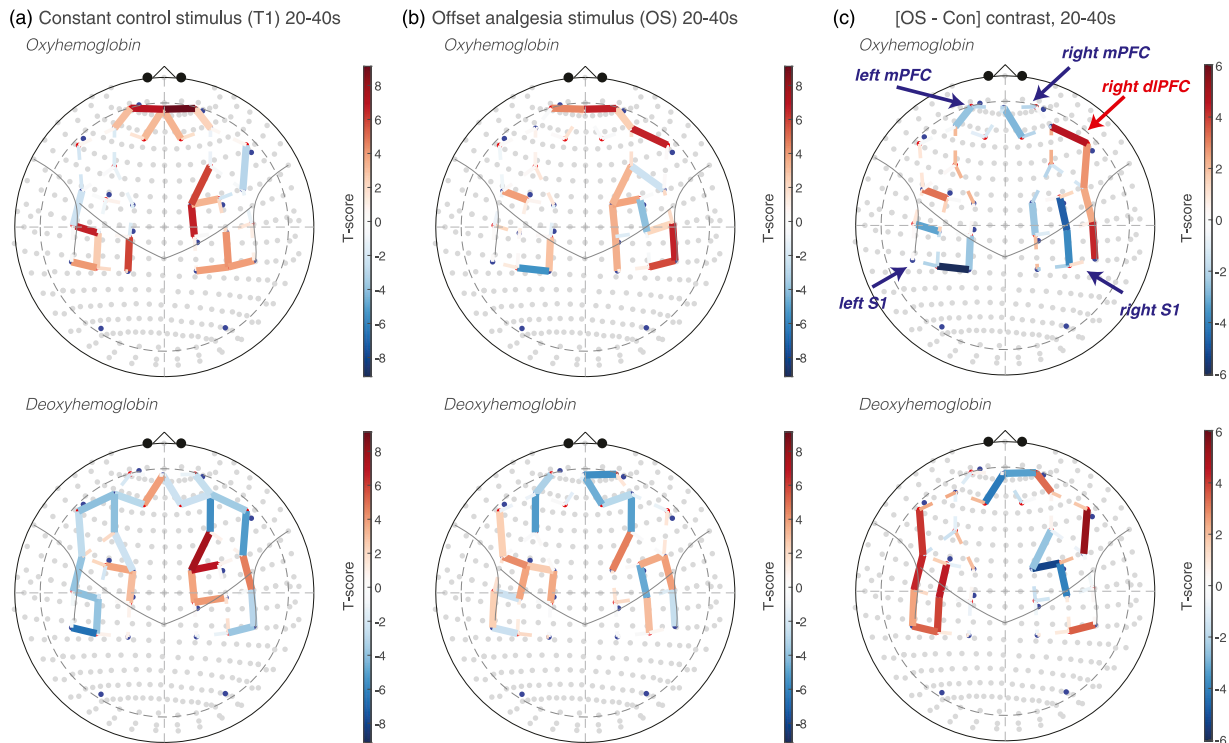 (a) Constant control stimulus (T1) 20-40s
Oxyhemoglobin
8
6
4
2
0
-2
-4
-6
-8
T-score
(b) Offset analgesia stimulus (OS) 20-40s
Oxyhemoglobin
8
6
4
2
0
-2
-4
-6
-8
T-score
(c) [OS - Con] contrast, 20-40s
Oxyhemoglobin
left mPFC
right mPFC
right dlPFC
left S1
right S1
6
4
2
0
-2
-4
-6
T-score
Deoxyhemoglobin
8
6
4
2
0
-2
-4
-6
-8
T-score
Deoxyhemoglobin
8
6
4
2
0
-2
-4
-6
-8
T-score
Deoxyhemoglobin
6
4
2
0
-2
-4
-6
T-score